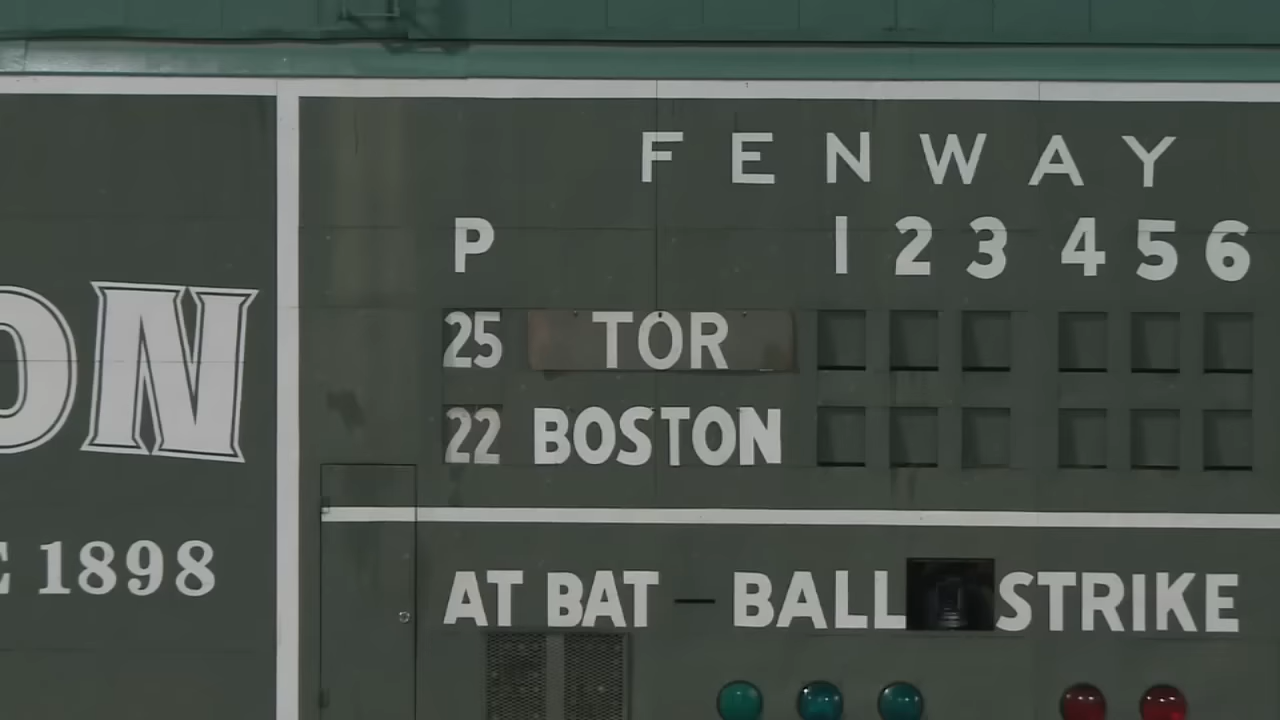 FENWAY
P 1 2 3 4 5 6
25 TOR
22 BOSTON
ON
1898
AT BAT — BALL STRIKE